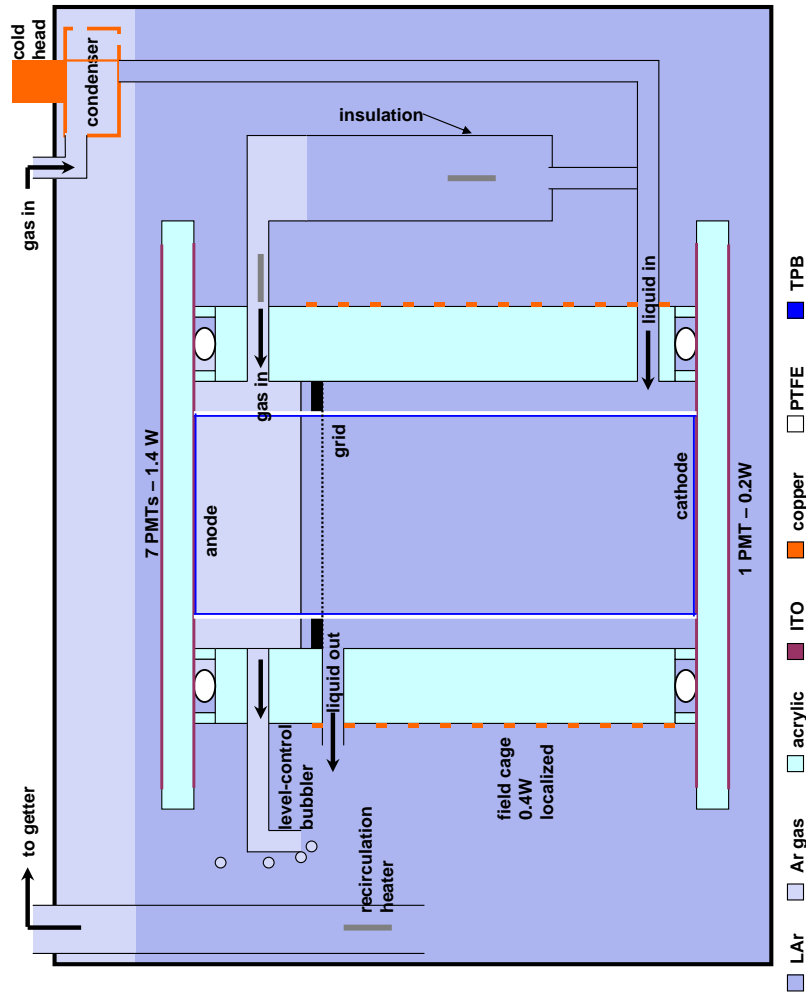 to getter
gas in
cold
head
condenser
insulation
7 PMTs – 1.4 W
anode
gas in
grid
liquid out
level-control
bubbler
recirculation
heater
field cage
0.4W
localized
cathode
liquid in
1 PMT – 0.2W
LAr
Ar gas
acrylic
ITO
copper
PTFE
TPB